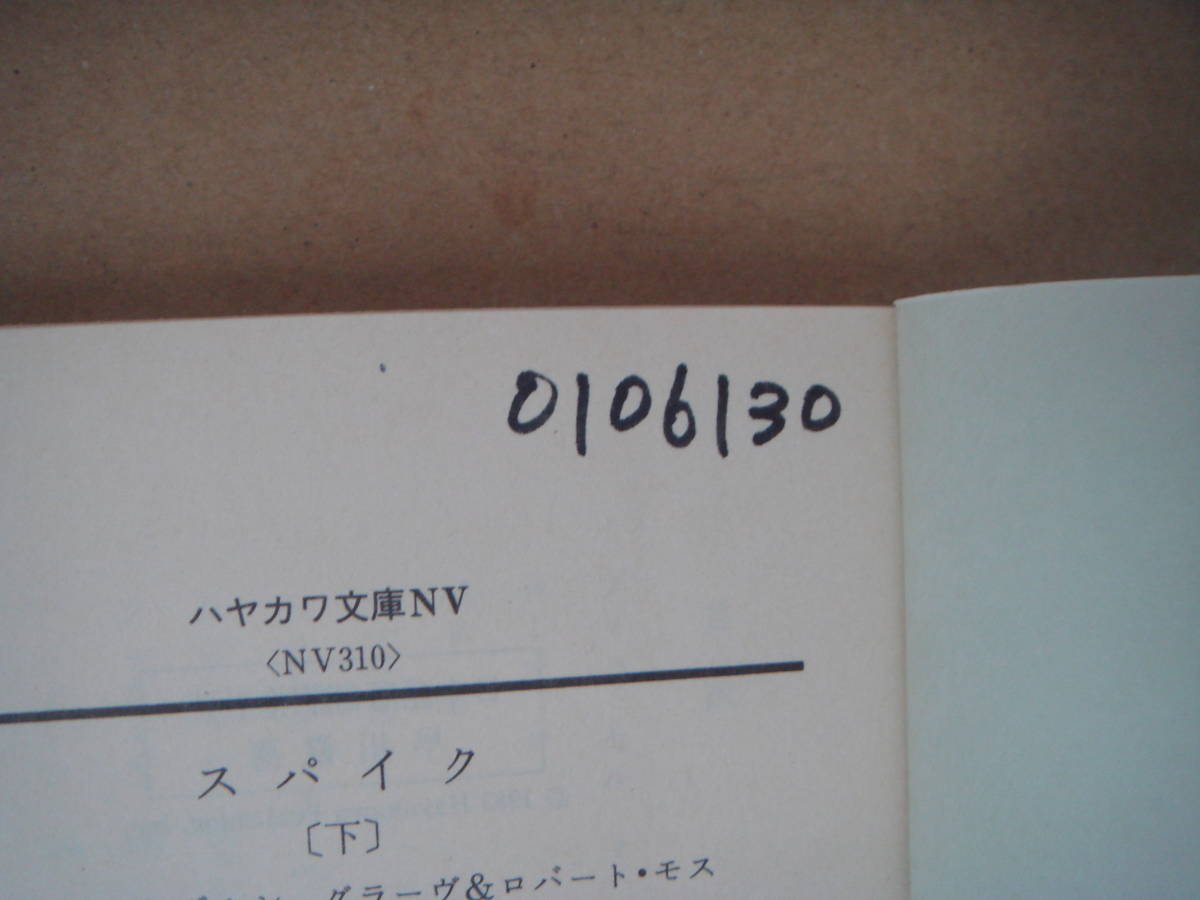 0106130
ハヤカワ文庫NV
〈NV310〉
スパイク
〔下〕
グラーヴ&ロバート・モス